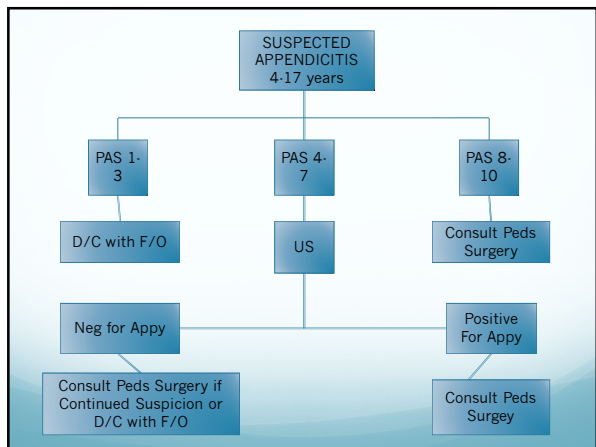 SUSPECTED
APPENDICITIS
4-17 years
PAS 1-
3
PAS 4-
7
PAS 8-
10
D/C with F/O
US
Consult Peds
Surgery
Neg for Appy
Positive
For Appy
Consult Peds Surgery if
Continued Suspicion or
D/C with F/O
Consult Peds
Surgey